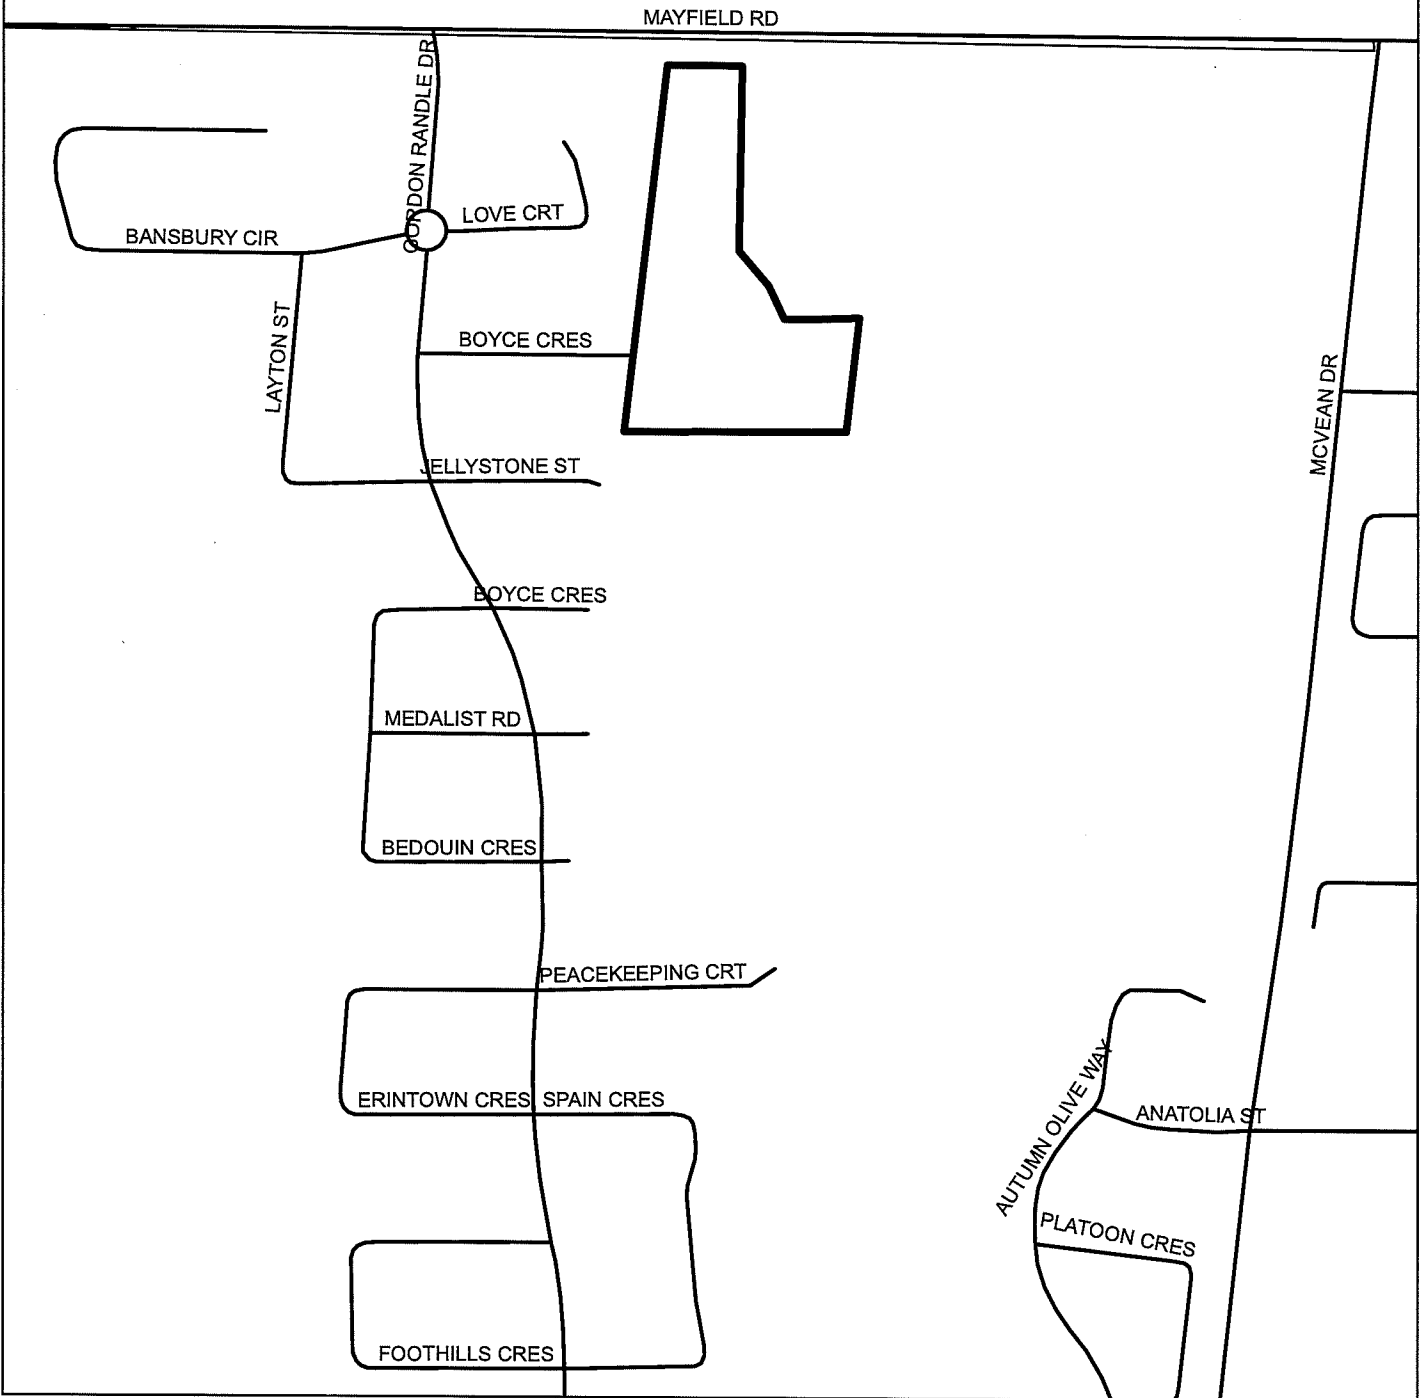 MAYFIELD RD
GORDON RANDLE DR
LOVE CRT
BANSBURY CIR
LAYTON ST
BOYCE CRES
MCVEAN DR
JELLYSTONE ST
BOYCE CRES
MEDALIST RD
BEDOUIN CRES
PEACEKEEPING CRT
ERINTOWN CRES
SPAIN CRES
AUTUMN OLIVE WAY
ANATOLIA ST
PLATOON CRES
FOOTHILLS CRES